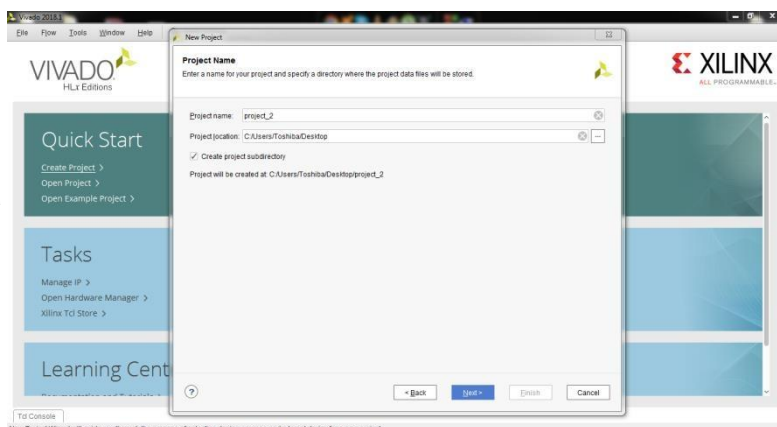 Vivado 2018.1
File Flow Tools Window Help
VIVADO
HLx Editions
XILINX
ALL PROGRAMMABLE.
Quick Start
Create Project >
Open Project >
Open Example Project >
Tasks
Manage IP >
Open Hardware Manager >
Xilinx Tcl Store >
Learning Cent
Tcl Console
New Project
Project Name
Enter a name for your project and specify a directory where the project data files will be stored.
Project name: project_2
Project location: C:/Users/Toshiba/Desktop
Create project subdirectory
Project will be created at: C:/Users/Toshiba/Desktop/project_2
?
< Back Next > Finish Cancel